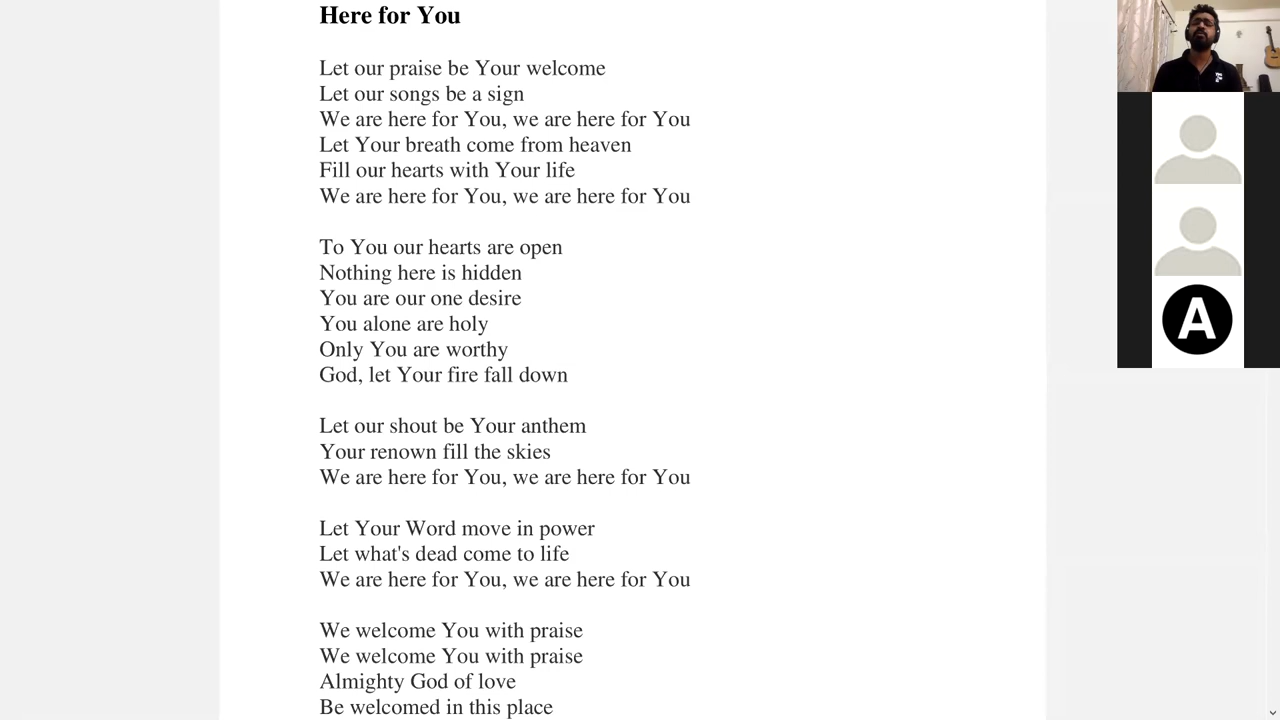 Here for You
Let our praise be Your welcome
Let our songs be a sign
We are here for You, we are here for You
Let Your breath come from heaven
Fill our hearts with Your life
We are here for You, we are here for You
To You our hearts are open
Nothing here is hidden
You are our one desire
You alone are holy
Only You are worthy
God, let Your fire fall down
Let our shout be Your anthem
Your renown fill the skies
We are here for You, we are here for You
Let Your Word move in power
Let what's dead come to life
We are here for You, we are here for You
We welcome You with praise
We welcome You with praise
Almighty God of love
Be welcomed in this place
A